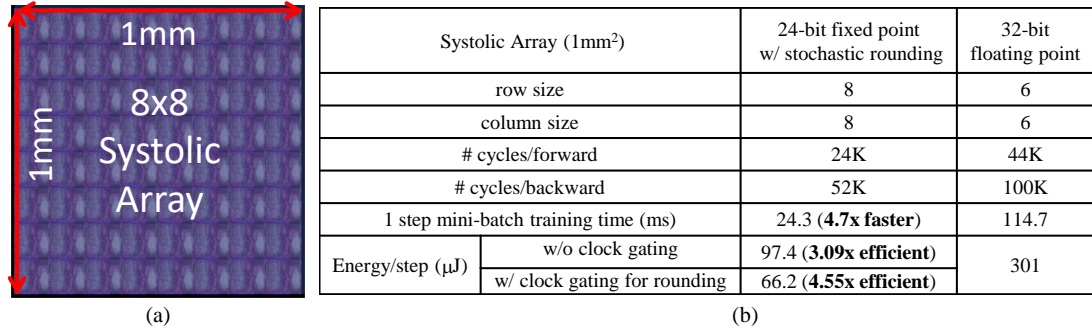 1mm
1mm
8x8
Systolic
Array
(a)
Systolic Array (1mm²)
24-bit fixed point
w/ stochastic rounding
32-bit
floating point
row size 8 6
column size 8 6
# cycles/forward 24K 44K
# cycles/backward 52K 100K
1 step mini-batch training time (ms) 24.3 (4.7x faster) 114.7
Energy/step (µJ)
w/o clock gating 97.4 (3.09x efficient)
301
w/ clock gating for rounding 66.2 (4.55x efficient)
(b)